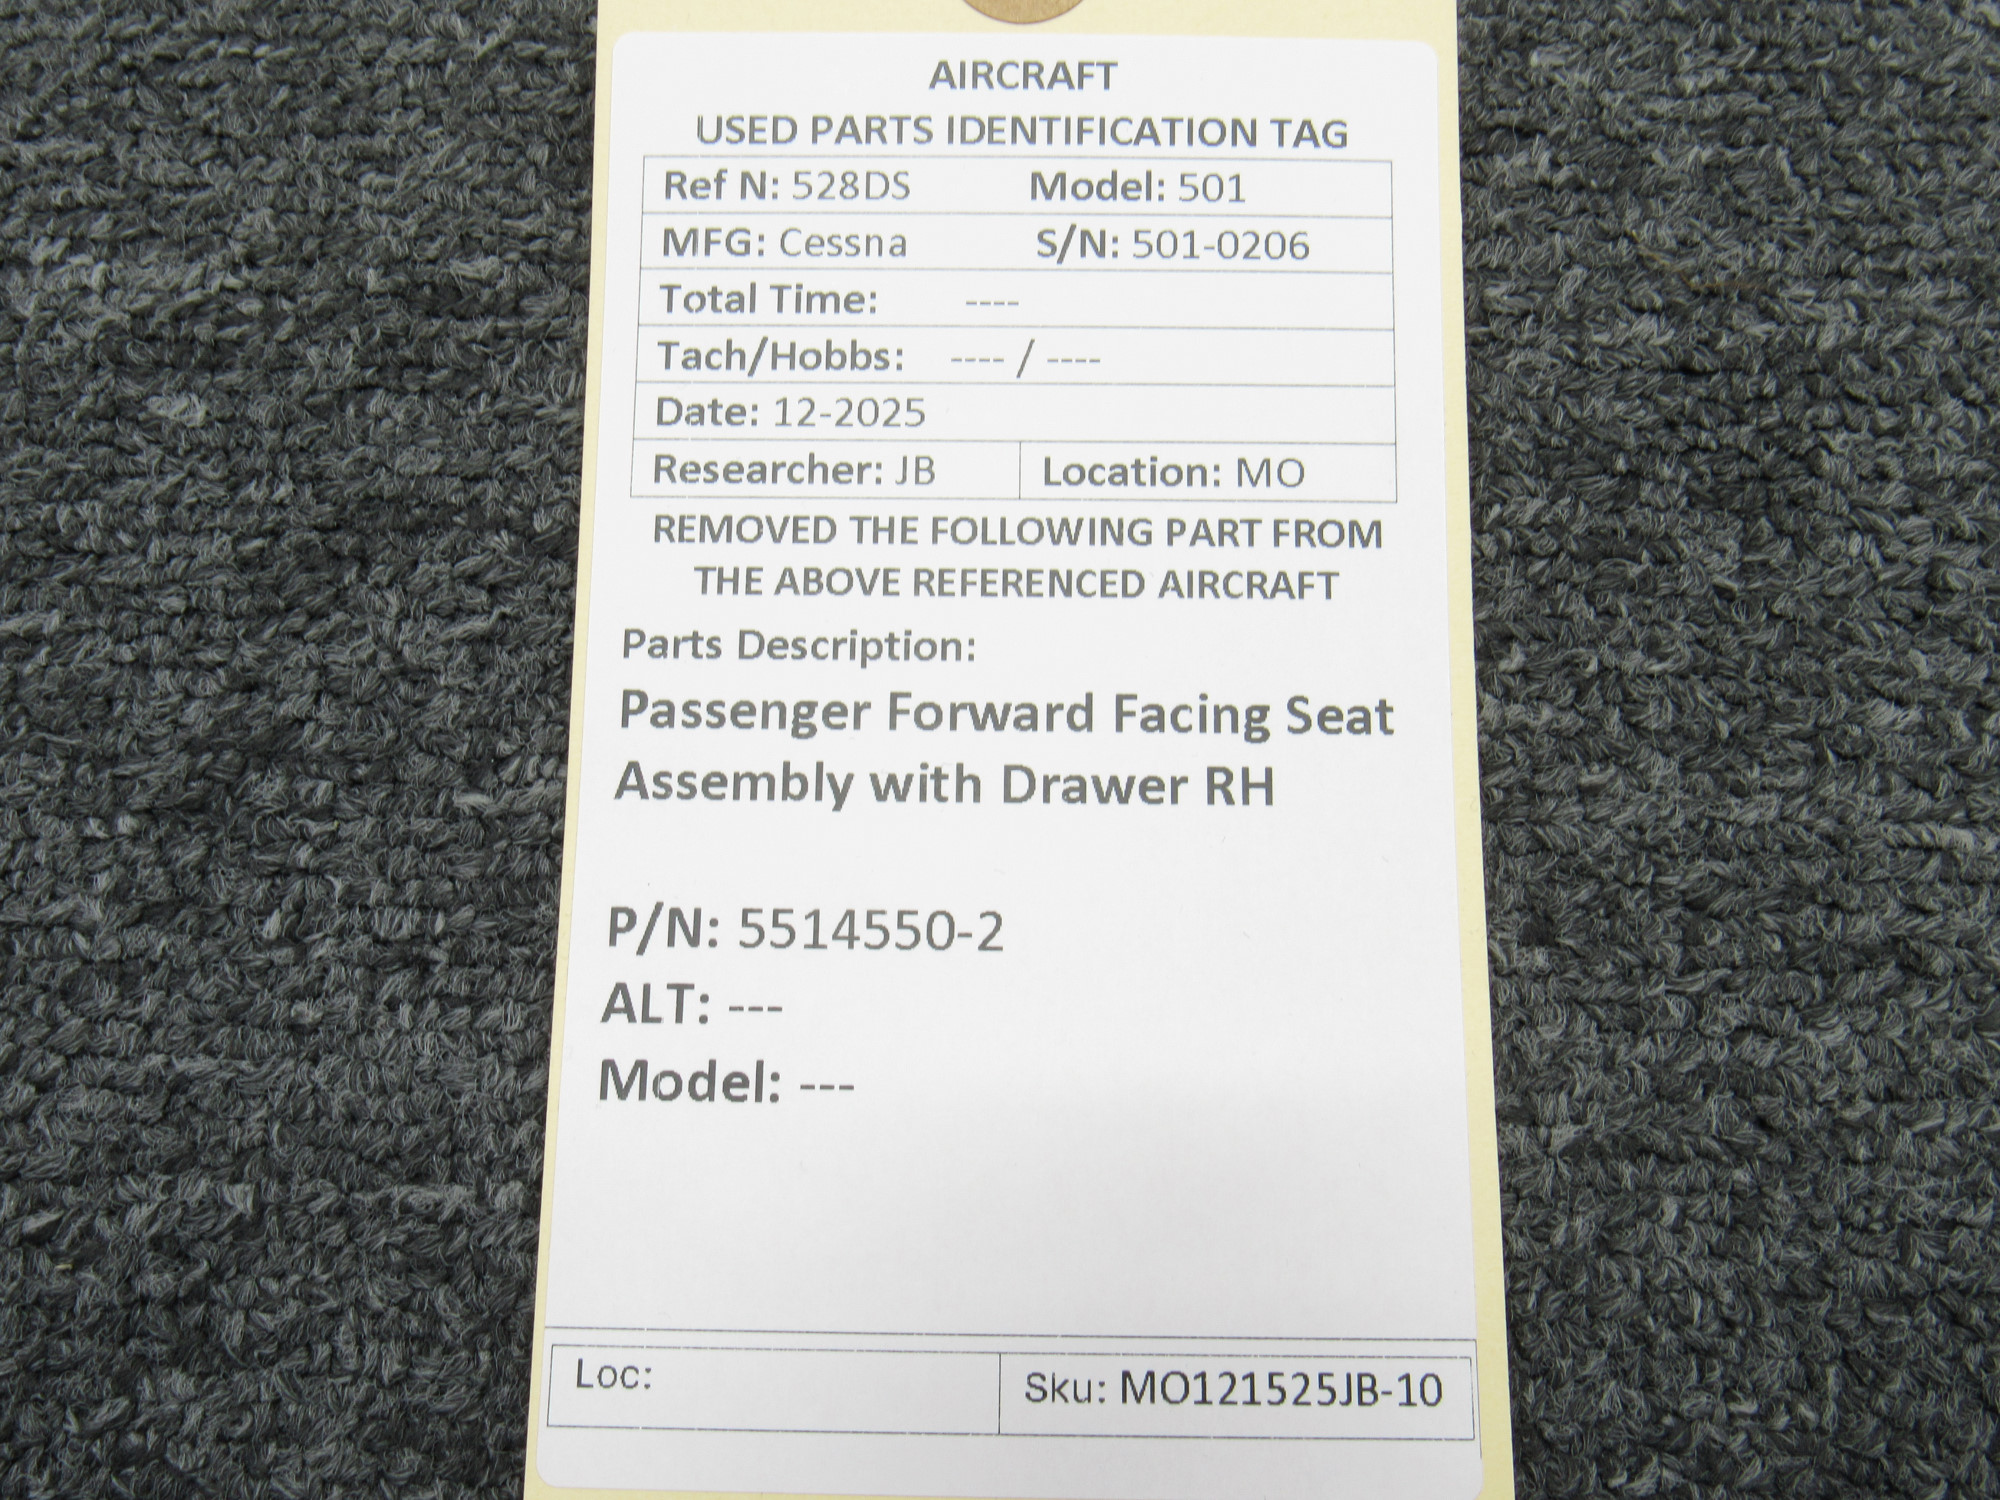 AIRCRAFT
USED PARTS IDENTIFICATION TAG
Ref N: 528DS Model: 501
MFG: Cessna S/N: 501-0206
Total Time: ----
Tach/Hobbs: ---- / ----
Date: 12-2025
Researcher: JB Location: MO
REMOVED THE FOLLOWING PART FROM
THE ABOVE REFERENCED AIRCRAFT
Parts Description:
Passenger Forward Facing Seat
Assembly with Drawer RH
P/N: 5514550-2
ALT: ---
Model: ---
Loc: Sku: MO121525JB-10